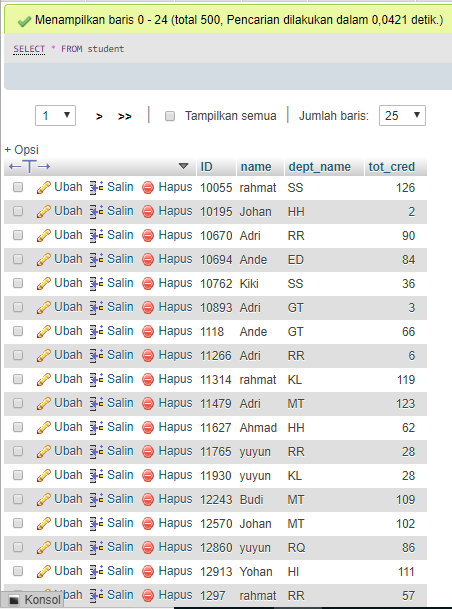 Menampilkan baris 0 - 24 (total 500, Pencarian dilakukan dalam 0,0421 detik.)
SELECT * FROM student
1 > >> Tampilkan semua Jumlah baris: 25
+ Opsi
←T→ ID name dept_name tot_cred
Ubah Salin Hapus 10055 rahmat SS 126
Ubah Salin Hapus 10195 Johan HH 2
Ubah Salin Hapus 10670 Adri RR 90
Ubah Salin Hapus 10694 Ande ED 84
Ubah Salin Hapus 10762 Kiki SS 36
Ubah Salin Hapus 10893 Adri GT 3
Ubah Salin Hapus 1118 Ande GT 66
Ubah Salin Hapus 11266 Adri RR 6
Ubah Salin Hapus 11314 rahmat KL 119
Ubah Salin Hapus 11479 Adri MT 123
Ubah Salin Hapus 11627 Ahmad HH 62
Ubah Salin Hapus 11765 yuyun RR 28
Ubah Salin Hapus 11930 yuyun KL 28
Ubah Salin Hapus 12243 Budi MT 109
Ubah Salin Hapus 12570 Johan MT 102
Ubah Salin Hapus 12860 yuyun RQ 86
Ubah Salin Hapus 12913 Yohan HI 111
Ubah Salin Hapus 1297 rahmat RR 57
Konsol